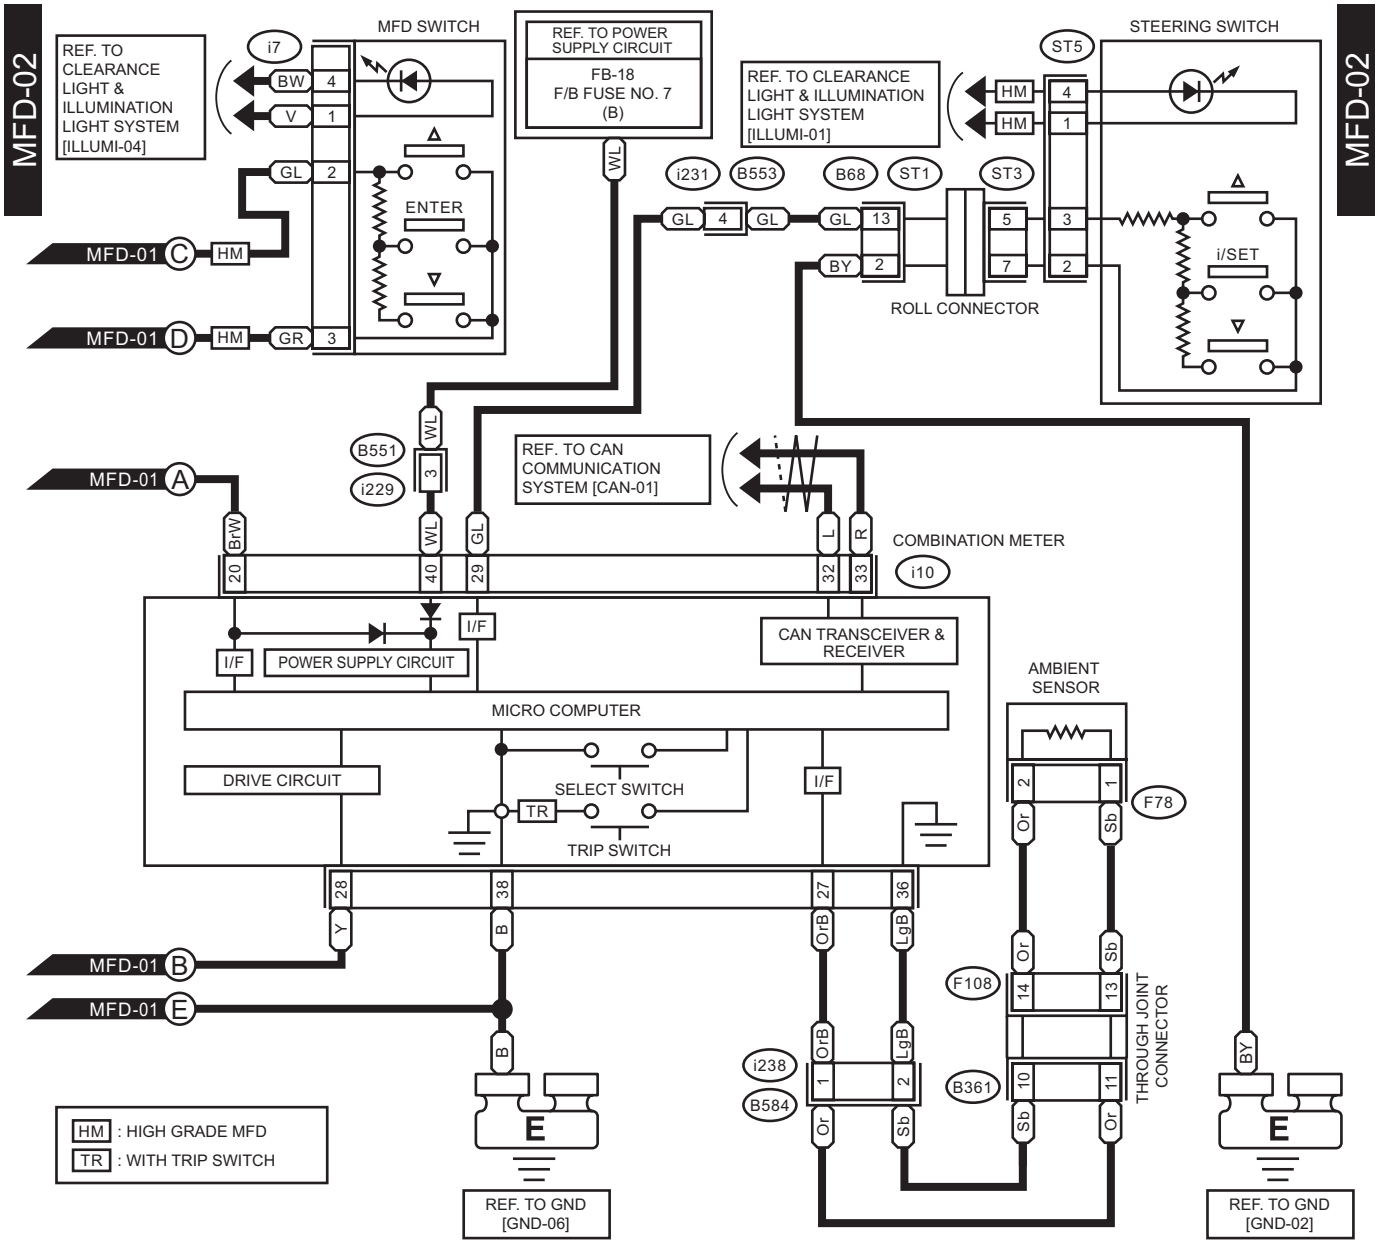 MFD-02
MFD SWITCH
REF. TO
CLEARANCE
LIGHT &
ILLUMINATION
LIGHT SYSTEM
[ILLUMI-04]
i7
BW
4
V
1
GL
2
ENTER
MFD-01 C
HM
MFD-01 D
HM
GR
3
REF. TO POWER
SUPPLY CIRCUIT
FB-18
F/B FUSE NO. 7
(B)
WL
STEERING SWITCH
MFD-02
REF. TO CLEARANCE
LIGHT & ILLUMINATION
LIGHT SYSTEM
[ILLUMI-01]
ST5
HM
4
HM
1
i231
B553
B68
ST1
ST3
GL
4
GL
GL
13
5
3
BY
2
7
2
i/SET
ROLL CONNECTOR
WL
B551
3
i229
REF. TO CAN
COMMUNICATION
SYSTEM [CAN-01]
MFD-01 A
BrW
WL
GL
L
R
COMBINATION METER
20
40
29
32
33
i10
I/F
I/F
POWER SUPPLY CIRCUIT
CAN TRANSCEIVER &
RECEIVER
MICRO COMPUTER
DRIVE CIRCUIT
SELECT SWITCH
I/F
TR
TRIP SWITCH
AMBIENT
SENSOR
2
1
F78
Or
Sb
28
38
27
36
Y
B
OrB
LgB
Or
Sb
MFD-01 B
MFD-01 E
F108
14
13
THROUGH JOINT
CONNECTOR
B
OrB
LgB
BY
i238
1
2
B361
10
11
B584
Or
Sb
Sb
Or
E
E
HM : HIGH GRADE MFD
TR : WITH TRIP SWITCH
REF. TO GND
[GND-06]
REF. TO GND
[GND-02]